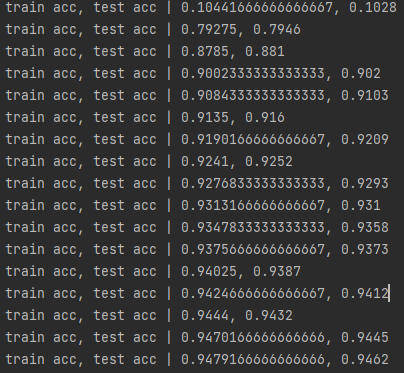 train acc, test acc | 0.10441666666666667, 0.1028
train acc, test acc | 0.79275, 0.7946
train acc, test acc | 0.8785, 0.881
train acc, test acc | 0.9002333333333333, 0.902
train acc, test acc | 0.9084333333333333, 0.9103
train acc, test acc | 0.9135, 0.916
train acc, test acc | 0.9190166666666667, 0.9209
train acc, test acc | 0.9241, 0.9252
train acc, test acc | 0.9276833333333333, 0.9293
train acc, test acc | 0.9313166666666667, 0.931
train acc, test acc | 0.9347833333333333, 0.9358
train acc, test acc | 0.9375666666666667, 0.9373
train acc, test acc | 0.94025, 0.9387
train acc, test acc | 0.9424666666666667, 0.9412
train acc, test acc | 0.9444, 0.9432
train acc, test acc | 0.9470166666666666, 0.9445
train acc, test acc | 0.9479166666666666, 0.9462